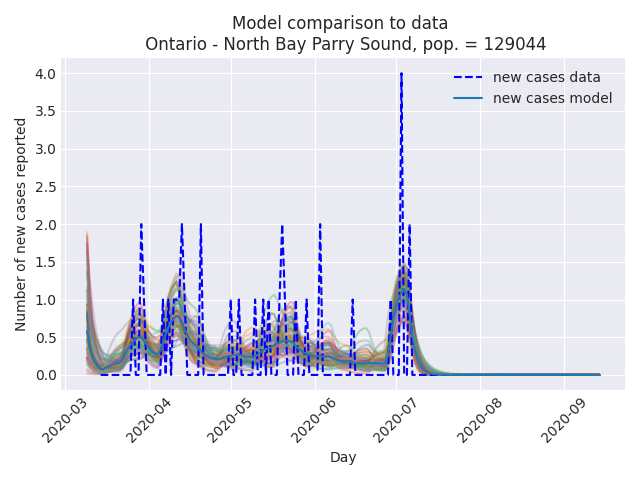 Model comparison to data
Ontario - North Bay Parry Sound, pop. = 129044
new cases data
new cases model
Number of new cases reported
4.0
3.5
3.0
2.5
2.0
1.5
1.0
0.5
0.0
2020-03
2020-04
2020-05
2020-06
2020-07
2020-08
2020-09
Day